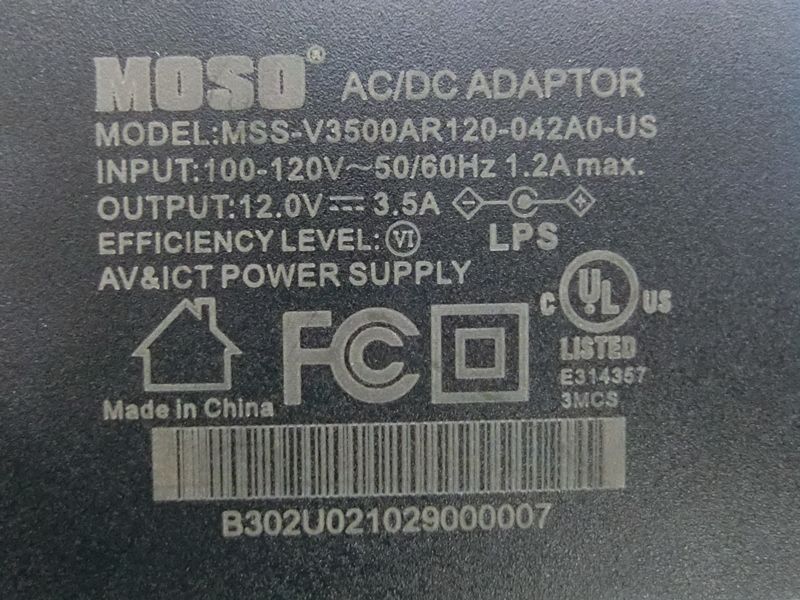 MOSO® AC/DC ADAPTOR
MODEL:MSS-V3500AR120-042A0-US
INPUT:100-120V~50/60Hz 1.2A max.
OUTPUT:12.0V⎓ 3.5A
EFFICIENCY LEVEL:VI LPS
AV&ICT POWER SUPPLY
FC
C UL US
LISTED
E314357
3MCS
Made in China
B302U021029000007